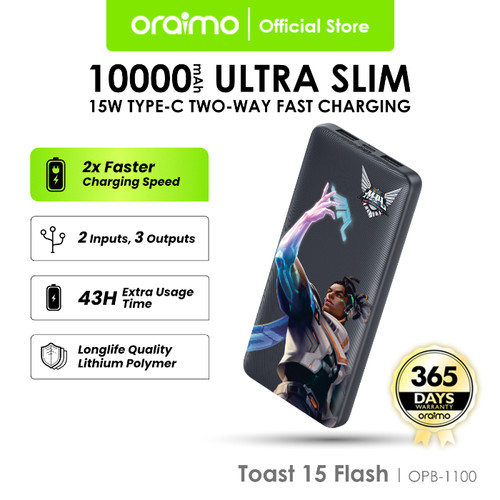 oraimo | Official Store
10000mAh ULTRA SLIM
15W TYPE-C TWO-WAY FAST CHARGING
2x Faster
Charging Speed
2 Inputs, 3 Outputs
43H Extra Usage
Time
Longlife Quality
Lithium Polymer
365
DAYS
WARRANTY
oraimo
Toast 15 Flash | OPB-1100